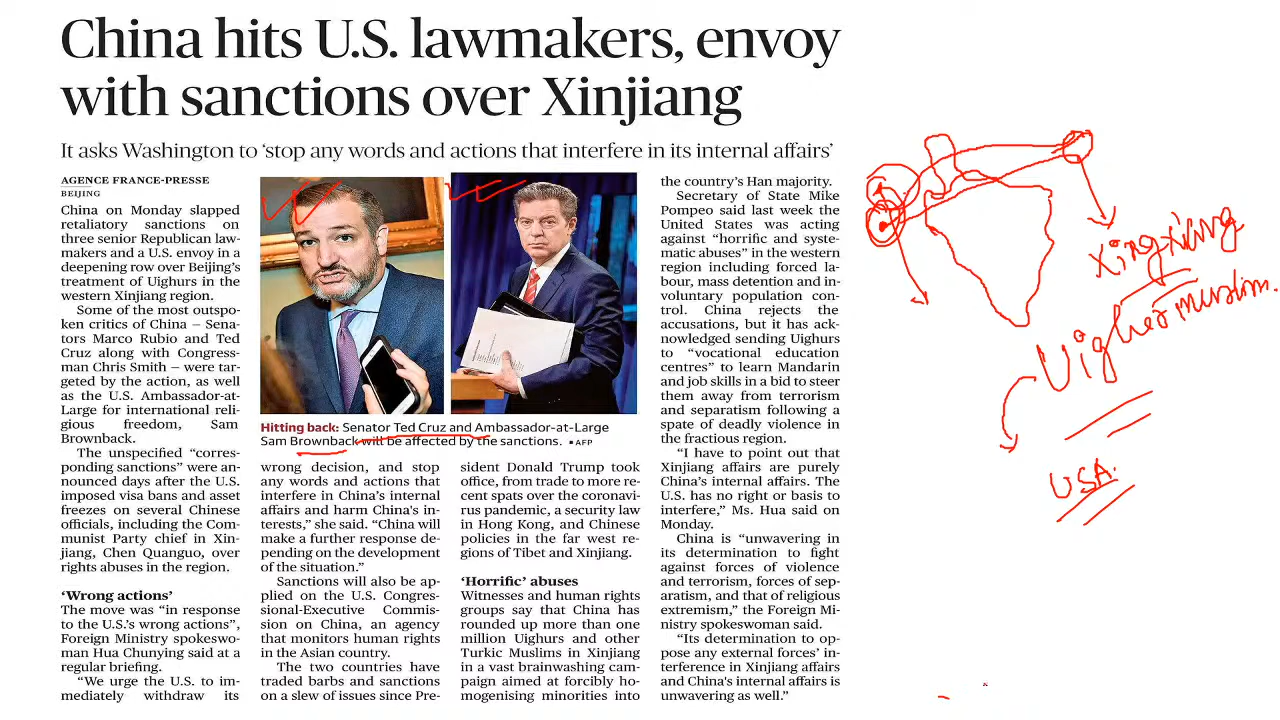 China hits U.S. lawmakers, envoy
with sanctions over Xinjiang
It asks Washington to ‘stop any words and actions that interfere in its internal affairs’
AGENCE FRANCE-PRESSE
BEIJING
China on Monday slapped
retaliatory sanctions on
three senior Republican law-
makers and a U.S. envoy in a
deepening row over Beijing’s
treatment of Uighurs in the
western Xinjiang region.
Some of the most outspo-
ken critics of China – Sena-
tors Marco Rubio and Ted
Cruz along with Congress-
man Chris Smith – were tar-
geted by the action, as well
as the U.S. Ambassador-at-
Large for international reli-
gious freedom, Sam
Brownback.
The unspecified “corres-
ponding sanctions” were an-
nounced days after the U.S.
imposed visa bans and asset
freezes on several Chinese
officials, including the Com-
munist Party chief in Xin-
jiang, Chen Quanguo, over
rights abuses in the region.
‘Wrong actions’
The move was “in response
to the U.S.’s wrong actions”,
Foreign Ministry spokeswo-
man Hua Chunying said at a
regular briefing.
“We urge the U.S. to im-
mediately withdraw its
Hitting back: Senator Ted Cruz and Ambassador-at-Large
Sam Brownback will be affected by the sanctions. ▪ AFP
wrong decision, and stop
any words and actions that
interfere in China’s internal
affairs and harm China’s in-
terests,” she said. “China will
make a further response de-
pending on the development
of the situation.”
Sanctions will also be ap-
plied on the U.S. Congres-
sional-Executive Commis-
sion on China, an agency
that monitors human rights
in the Asian country.
The two countries have
traded barbs and sanctions
on a slew of issues since Pre-
sident Donald Trump took
office, from trade to more re-
cent spats over the coronavi-
rus pandemic, a security law
in Hong Kong, and Chinese
policies in the far west re-
gions of Tibet and Xinjiang.
‘Horrific’ abuses
Witnesses and human rights
groups say that China has
rounded up more than one
million Uighurs and other
Turkic Muslims in Xinjiang
in a vast brainwashing cam-
paign aimed at forcibly ho-
mogenising minorities into
the country’s Han majority.
Secretary of State Mike
Pompeo said last week the
United States was acting
against “horrific and syste-
matic abuses” in the western
region including forced la-
bour, mass detention and in-
voluntary population con-
trol. China rejects the
accusations, but it has ack-
nowledged sending Uighurs
to “vocational education
centres” to learn Mandarin
and job skills in a bid to steer
them away from terrorism
and separatism following a
spate of deadly violence in
the fractious region.
“I have to point out that
Xinjiang affairs are purely
China’s internal affairs. The
U.S. has no right or basis to
interfere,” Ms. Hua said on
Monday.
China is “unwavering in
its determination to fight
against forces of violence
and terrorism, forces of sep-
aratism, and that of religious
extremism,” the Foreign Mi-
nistry spokeswoman said.
“Its determination to op-
pose any external forces’ in-
terference in Xinjiang affairs
and China’s internal affairs is
unwavering as well.”
Xingxiang
Uigher muslim.
USA.